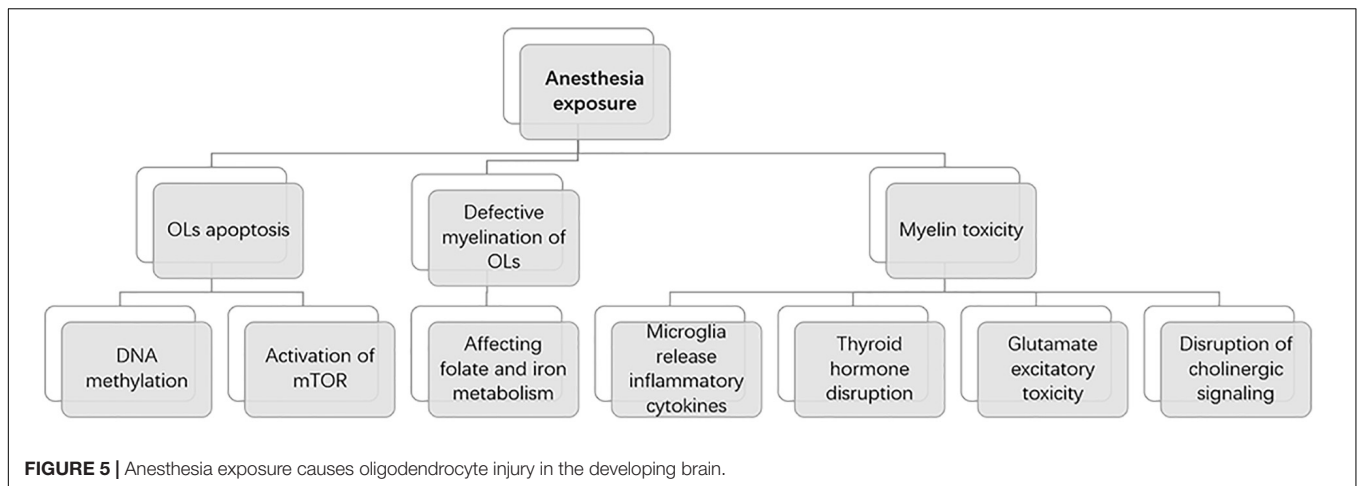 Anesthesia
exposure
OLs apoptosis
Defective
myelination of
OLs
Myelin toxicity
DNA
methylation
Activation of
mTOR
Affecting
folate and iron
metabolism
Microglia
release
inflammatory
cytokines
Thyroid
hormone
disruption
Glutamate
excitatory
toxicity
Disruption of
cholinergic
signaling
FIGURE 5 | Anesthesia exposure causes oligodendrocyte injury in the developing brain.